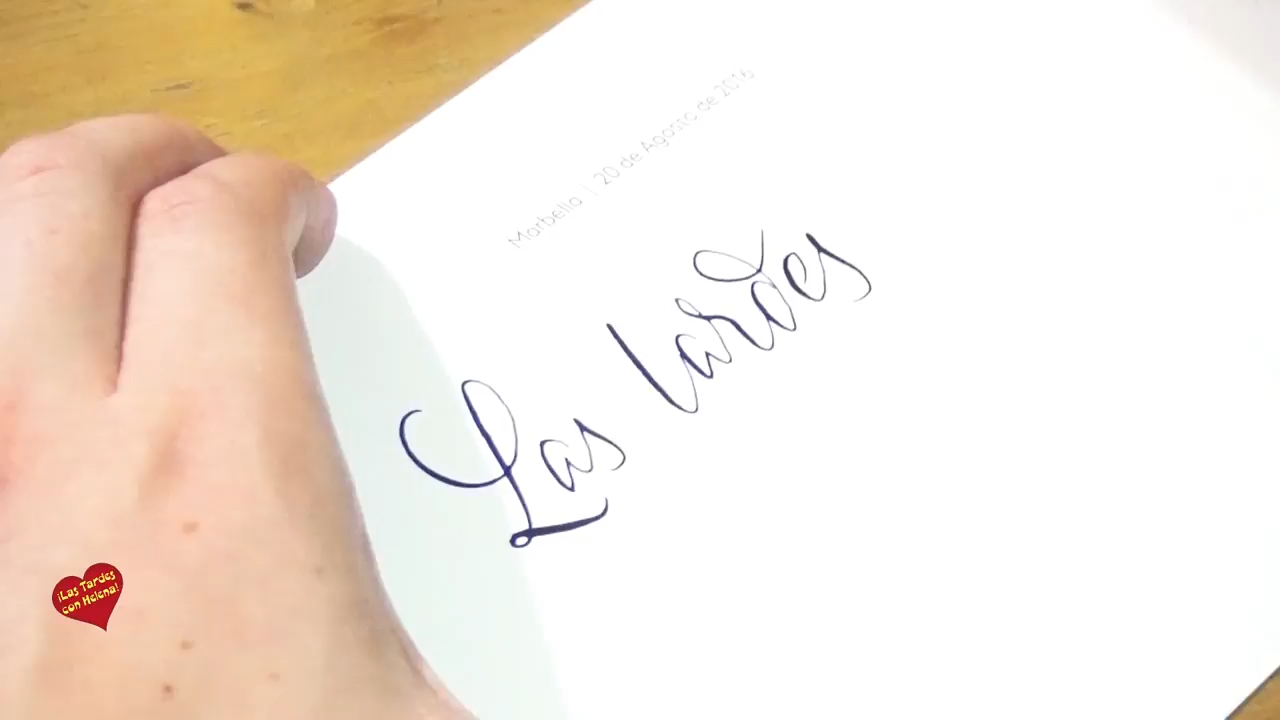 Marbella | 20 de Agosto de 2016
Las tardes
¡Las Tardes
con Helena!